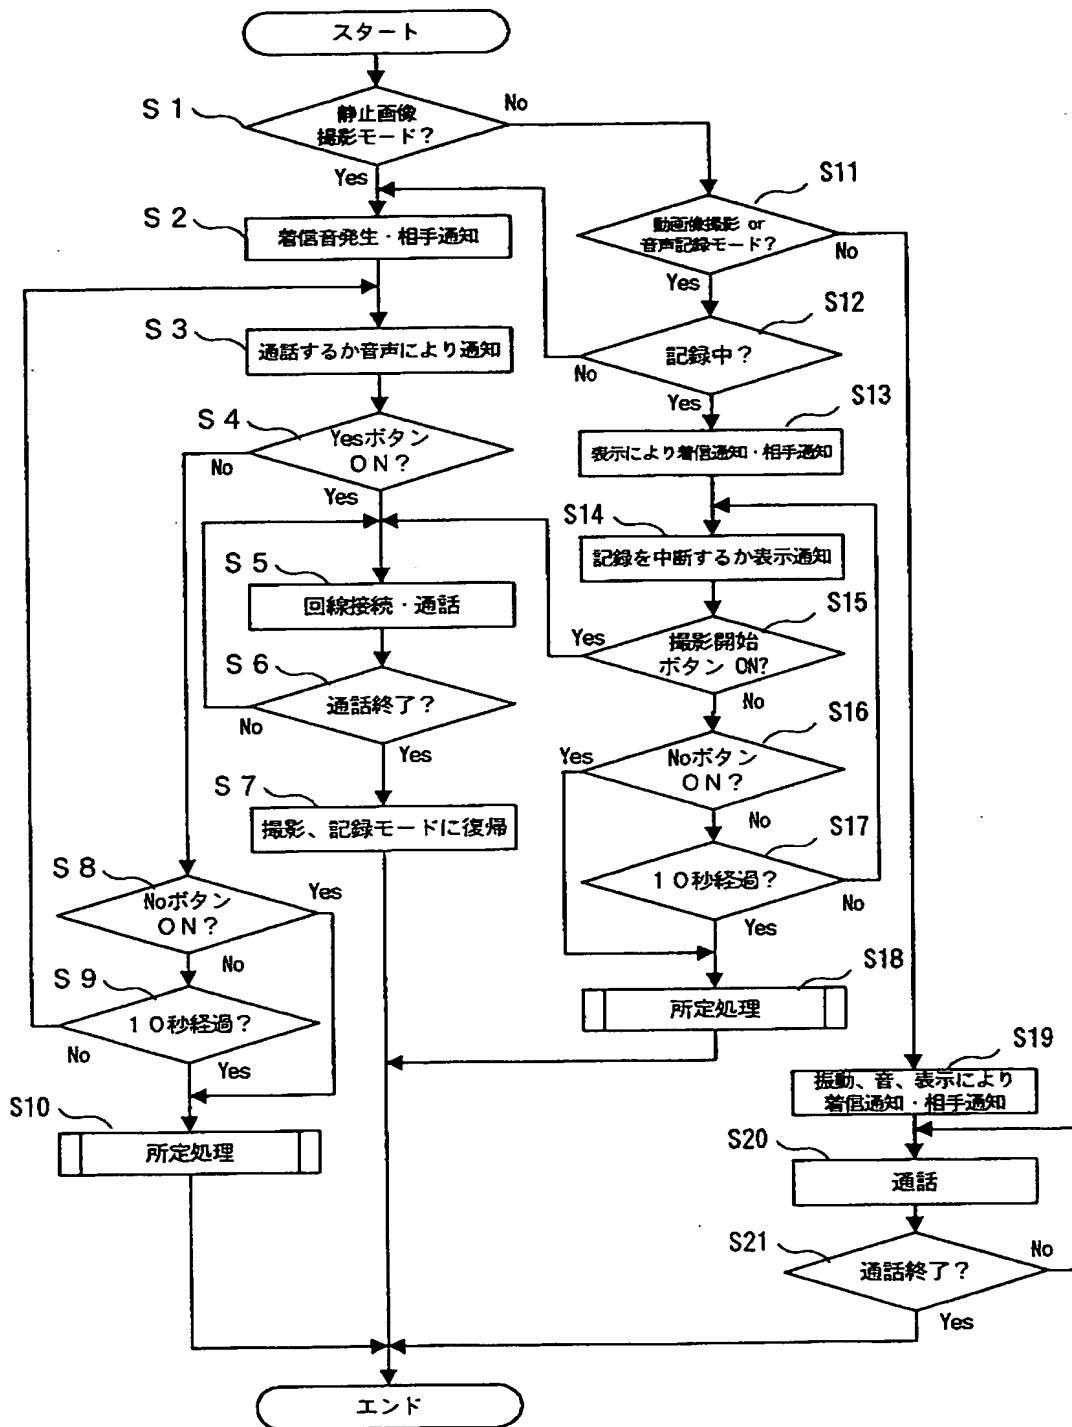 スタート
S 1
静止画像
撮影モード?
No
Yes
S 2
着信音発生・相手通知
S 3
通話するか音声により通知
S 4
Yesボタン
ON?
No
Yes
S 5
回線接続・通話
S 6
通話終了?
No
Yes
S 7
撮影、記録モードに復帰
S 8
Noボタン
ON?
Yes
No
S 9
10秒経過?
No
Yes
S10
所定処理
S11
動画像撮影 or
音声記録モード?
No
Yes
S12
記録中?
No
Yes
S13
表示により着信通知・相手通知
S14
記録を中断するか表示通知
S15
撮影開始
ボタン ON?
Yes
No
S16
Noボタン
ON?
Yes
No
S17
10秒経過?
No
Yes
S18
所定処理
S19
振動、音、表示により
着信通知・相手通知
S20
通話
S21
通話終了?
No
Yes
エンド